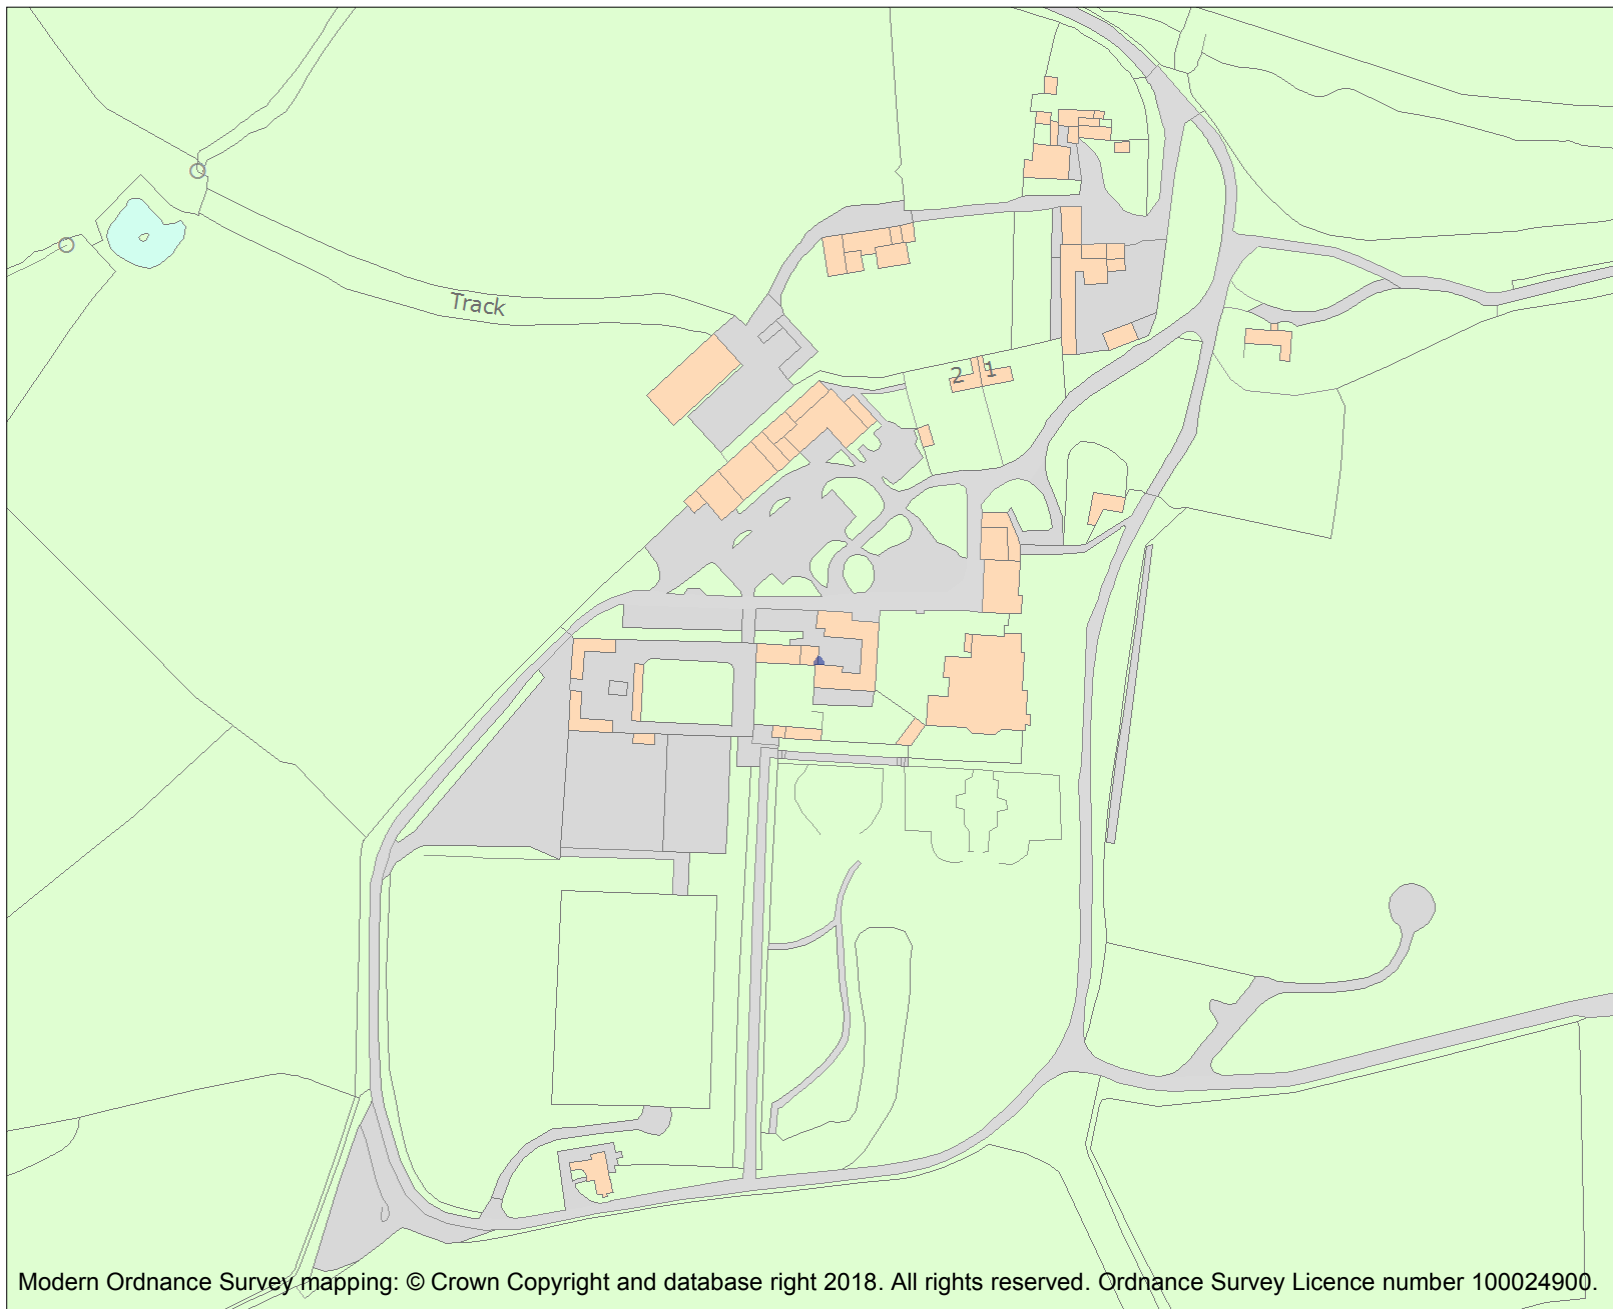 Track
2 1
Modern Ordnance Survey mapping: © Crown Copyright and database right 2018. All rights reserved. Ordnance Survey Licence number 100024900.